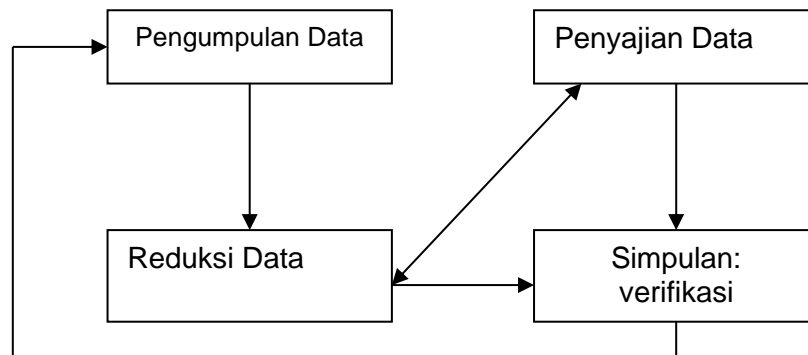 Pengumpulan Data
Penyajian Data
Reduksi Data
Simpulan:
verifikasi